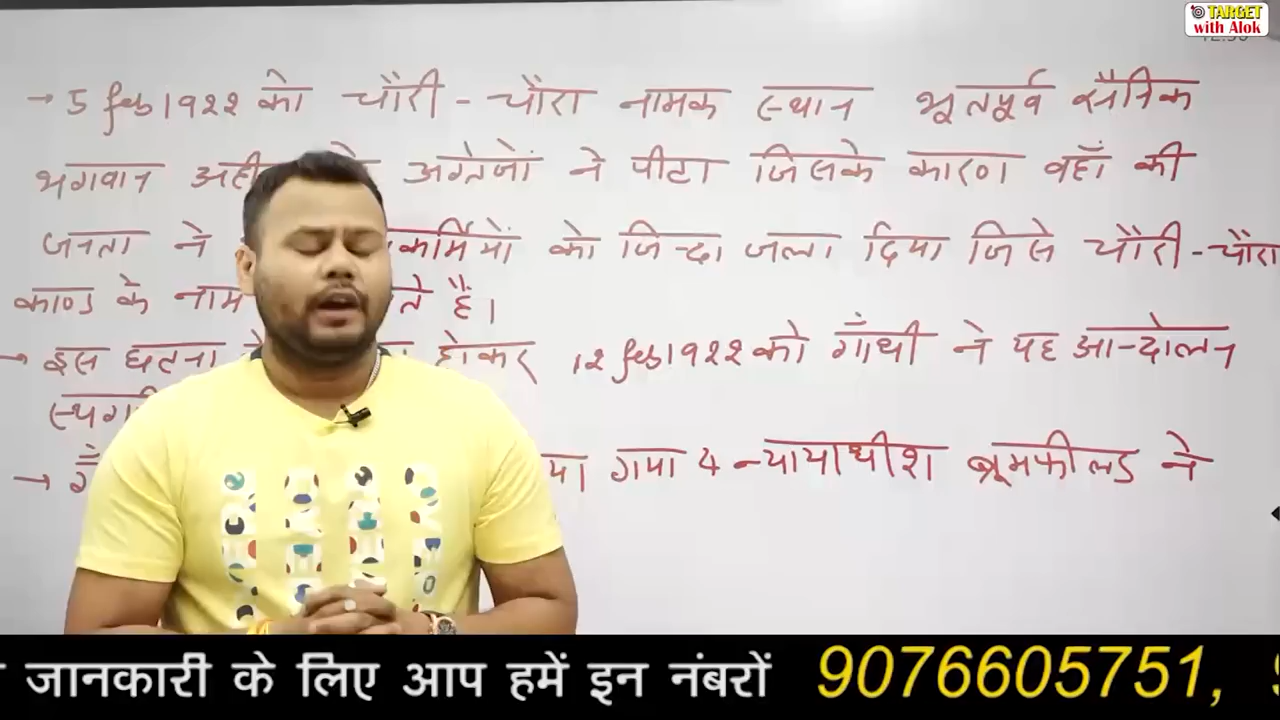 TARGET
with Alok
→ 5 feb 1922 को चौरी-चौरा नामक स्थान भूतपूर्व सैनिक
भगवान अंग्रेजों ने पीटा जिसके कारण वहाँ की
जनता ने कर्मियों को जिन्दा जला दिया जिसे चौरी-चौरा
काण्ड के नाम है।
→ इस घटना होकर 12 feb 1922 को गाँधी ने यह आन्दोलन
→ गया 4 न्यायाधीश ब्रूमफील्ड ने
जानकारी के लिए आप हमें इन नंबरों 9076605751,